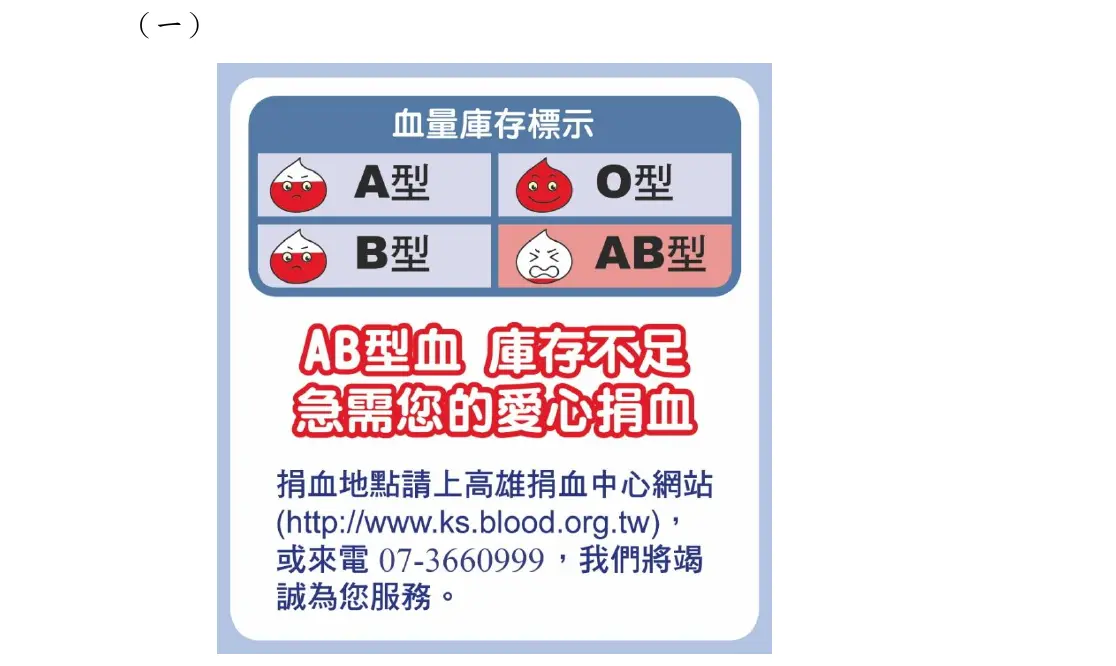 （一）
血量庫存標示
A型
O型
B型
AB型
AB型血 庫存不足
急需您的愛心捐血
捐血地點請上高雄捐血中心網站
(http://www.ks.blood.org.tw)，
或來電 07-3660999，我們將竭
誠為您服務。